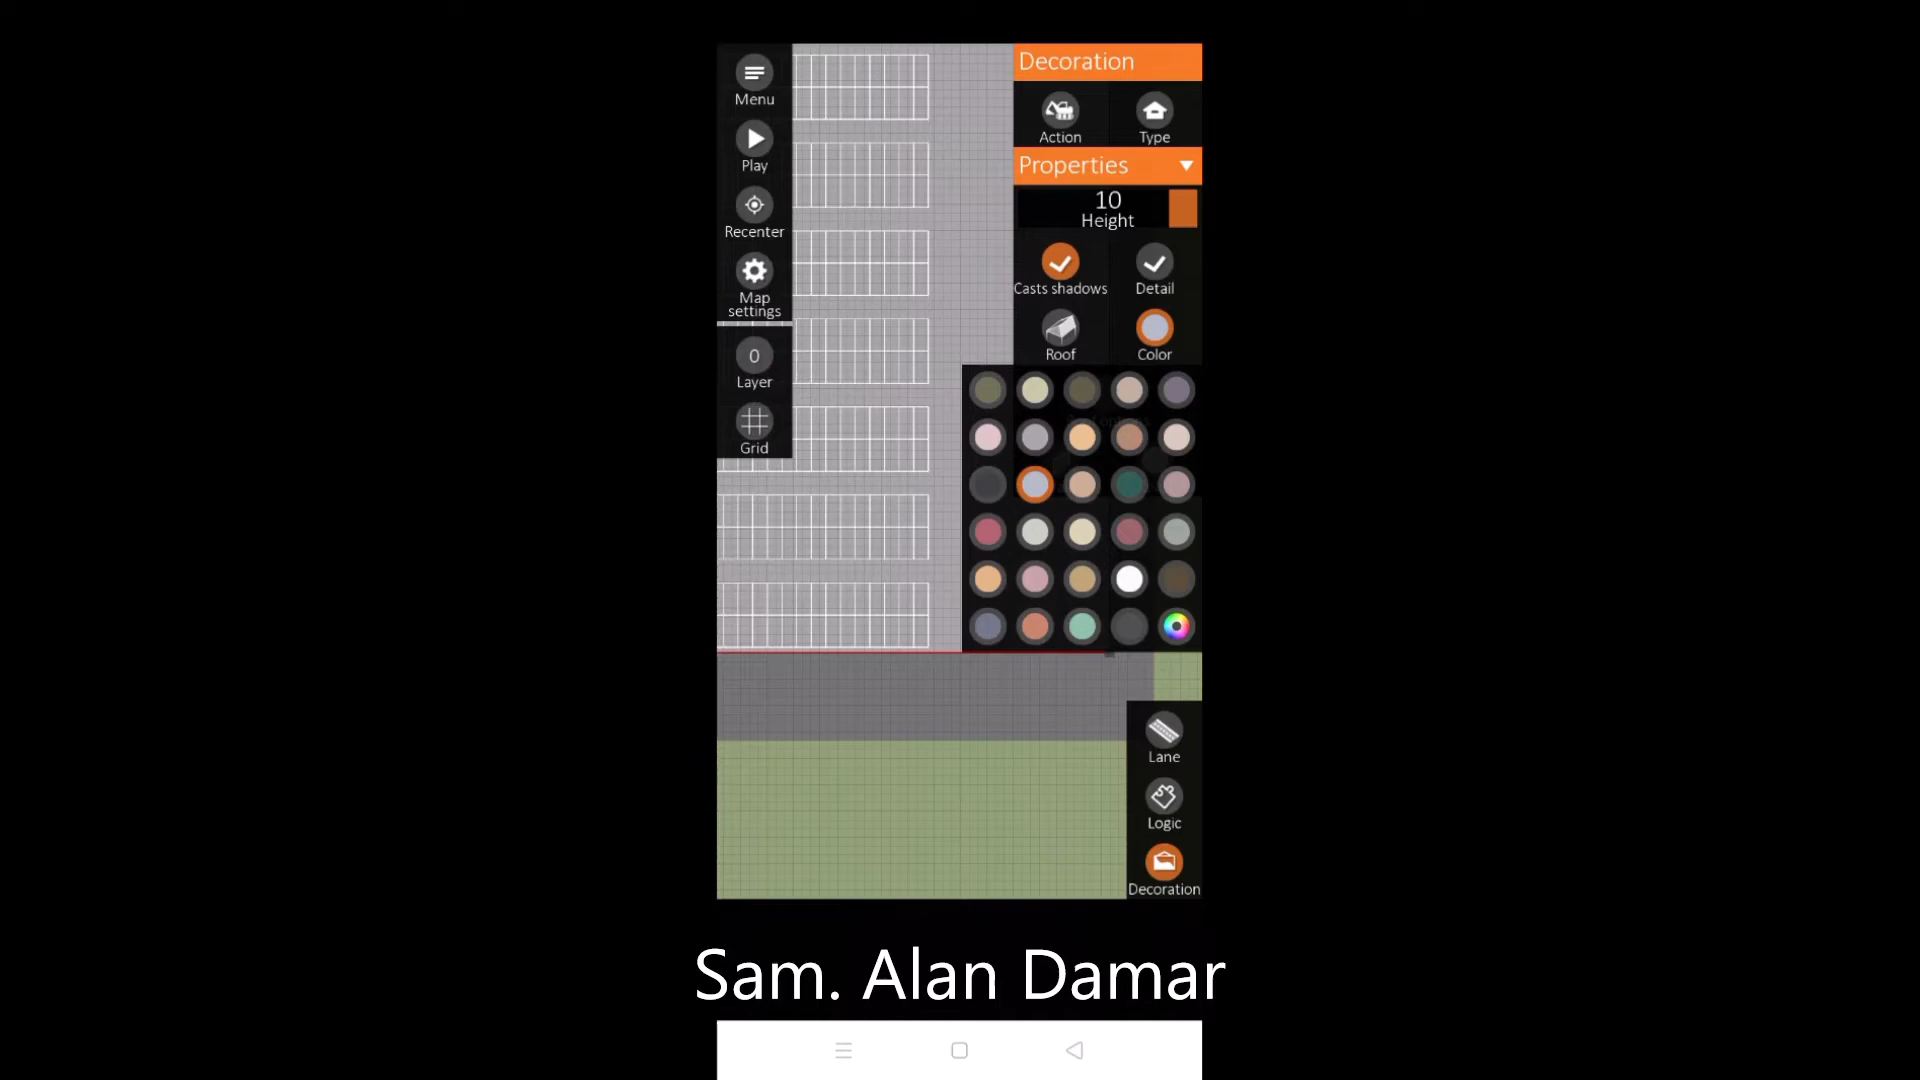 Menu
Play
Recenter
Map
settings
0
Layer
Grid
Decoration
Action
Type
Properties
10
Height
Casts shadows
Detail
Roof
Color
Lane
Logic
Decoration
Sam. Alan Damar